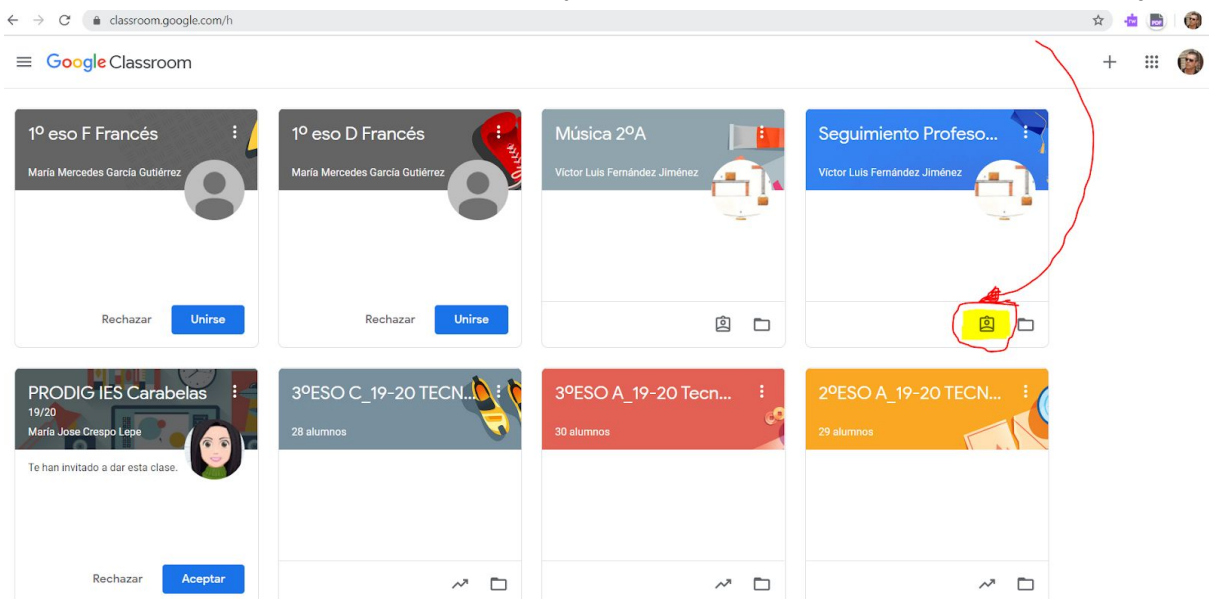 classroom.google.com/h
Google Classroom
1º eso F Francés
María Mercedes García Gutiérrez
Rechazar
Unirse
1º eso D Francés
María Mercedes García Gutiérrez
Rechazar
Unirse
Música 2ºA
Víctor Luis Fernández Jiménez
Seguimiento Profeso...
Víctor Luis Fernández Jiménez
PRODIG IES Carabelas
19/20
María Jose Crespo Lepe
Te han invitado a dar esta clase.
Rechazar
Aceptar
3ºESO C_19-20 TECN...
28 alumnos
3ºESO A_19-20 Tecn...
30 alumnos
2ºESO A_19-20 TECN...
29 alumnos